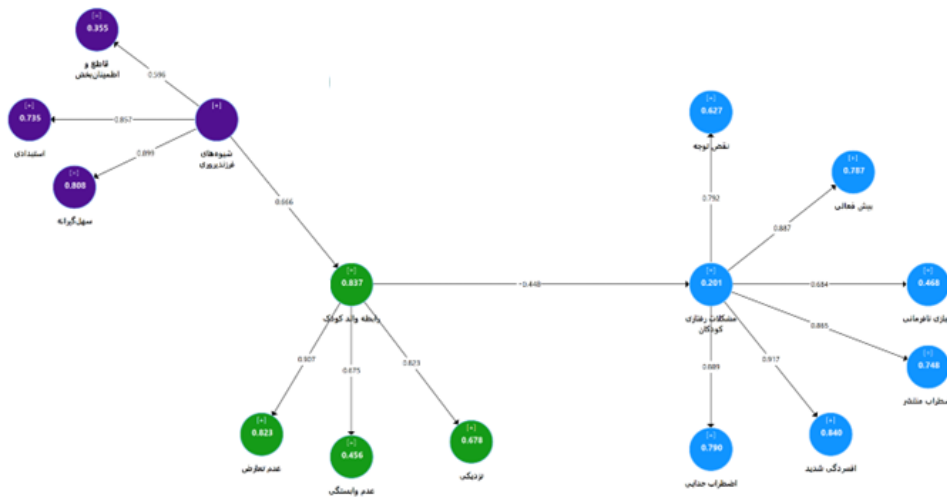 [+]
0.355
قاطع و
اطمینان‌بخش
0.596
[+]
0.735
استبدادی
0.857
[+]
شیوه‌های
فرزندپروری
[+]
0.808
سهل‌گیرانه
0.899
0.666
[+]
0.837
رابطه والد کودک
-0.448
0.907
0.675
0.823
[+]
0.823
عدم تعارض
[+]
0.456
عدم وابستگی
[+]
0.678
نزدیکی
[+]
0.627
نقص توجه
0.792
[+]
0.787
بیش فعالی
0.887
[+]
0.201
مشکلات رفتاری
کودکان
0.684
[+]
0.468
نافرمانی
[+]
0.748
منتشر
0.917
[+]
0.790
اضطراب جدایی
[+]
0.840
افسردگی شدید